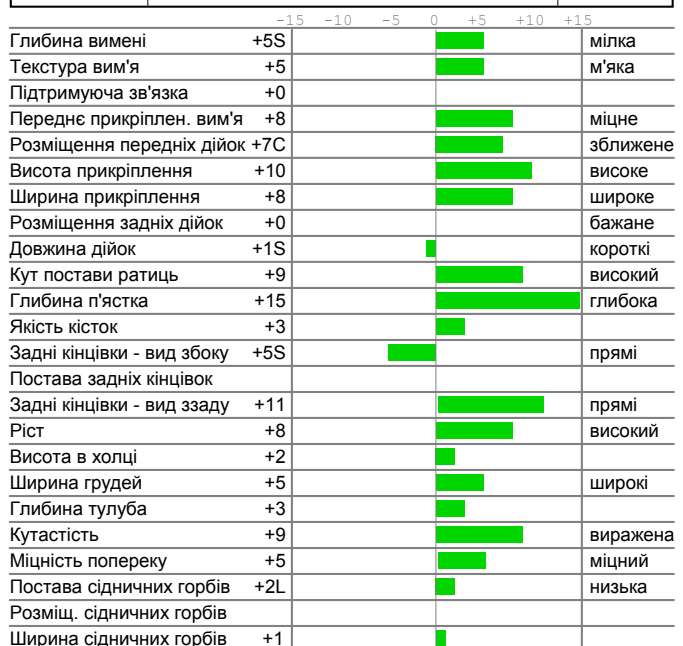 -15 -10 -5 0 +5 +10 +15
Глибина вимені +5S мілка
Текстура вим'я +5 м'яка
Підтримуюча зв'язка +0
Переднє прикріплен. вим'я +8 міцне
Розміщення передніх дійок +7C зближене
Висота прикріплення +10 високе
Ширина прикріплення +8 широке
Розміщення задніх дійок +0 бажане
Довжина дійок +1S короткі
Кут постави ратиць +9 високий
Глибина п'ястка +15 глибока
Якість кісток +3
Задні кінцівки - вид збоку +5S прямі
Постава задніх кінцівок
Задні кінцівки - вид ззаду +11 прямі
Ріст +8 високий
Висота в холці +2
Ширина грудей +5 широкі
Глибина тулуба +3
Кутастість +9 виражена
Міцність попереку +5 міцний
Постава сідничних горбів +2L низька
Розміщ. сідничних горбів
Ширина сідничних горбів +1